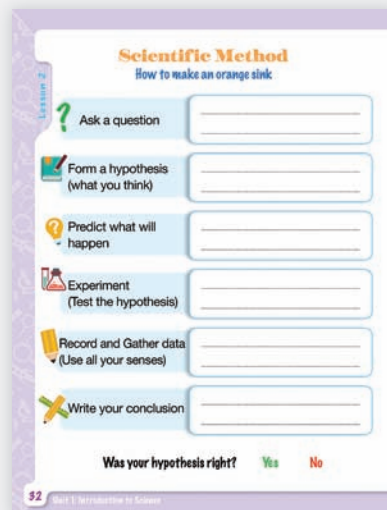 Scientific Method
How to make an orange sink
Lesson 2
Ask a question
Form a hypothesis
(what you think)
Predict what will
happen
Experiment
(Test the hypothesis)
Record and Gather data
(Use all your senses)
Write your conclusion
Was your hypothesis right? Yes No
32 Unit 1: Introduction to Science